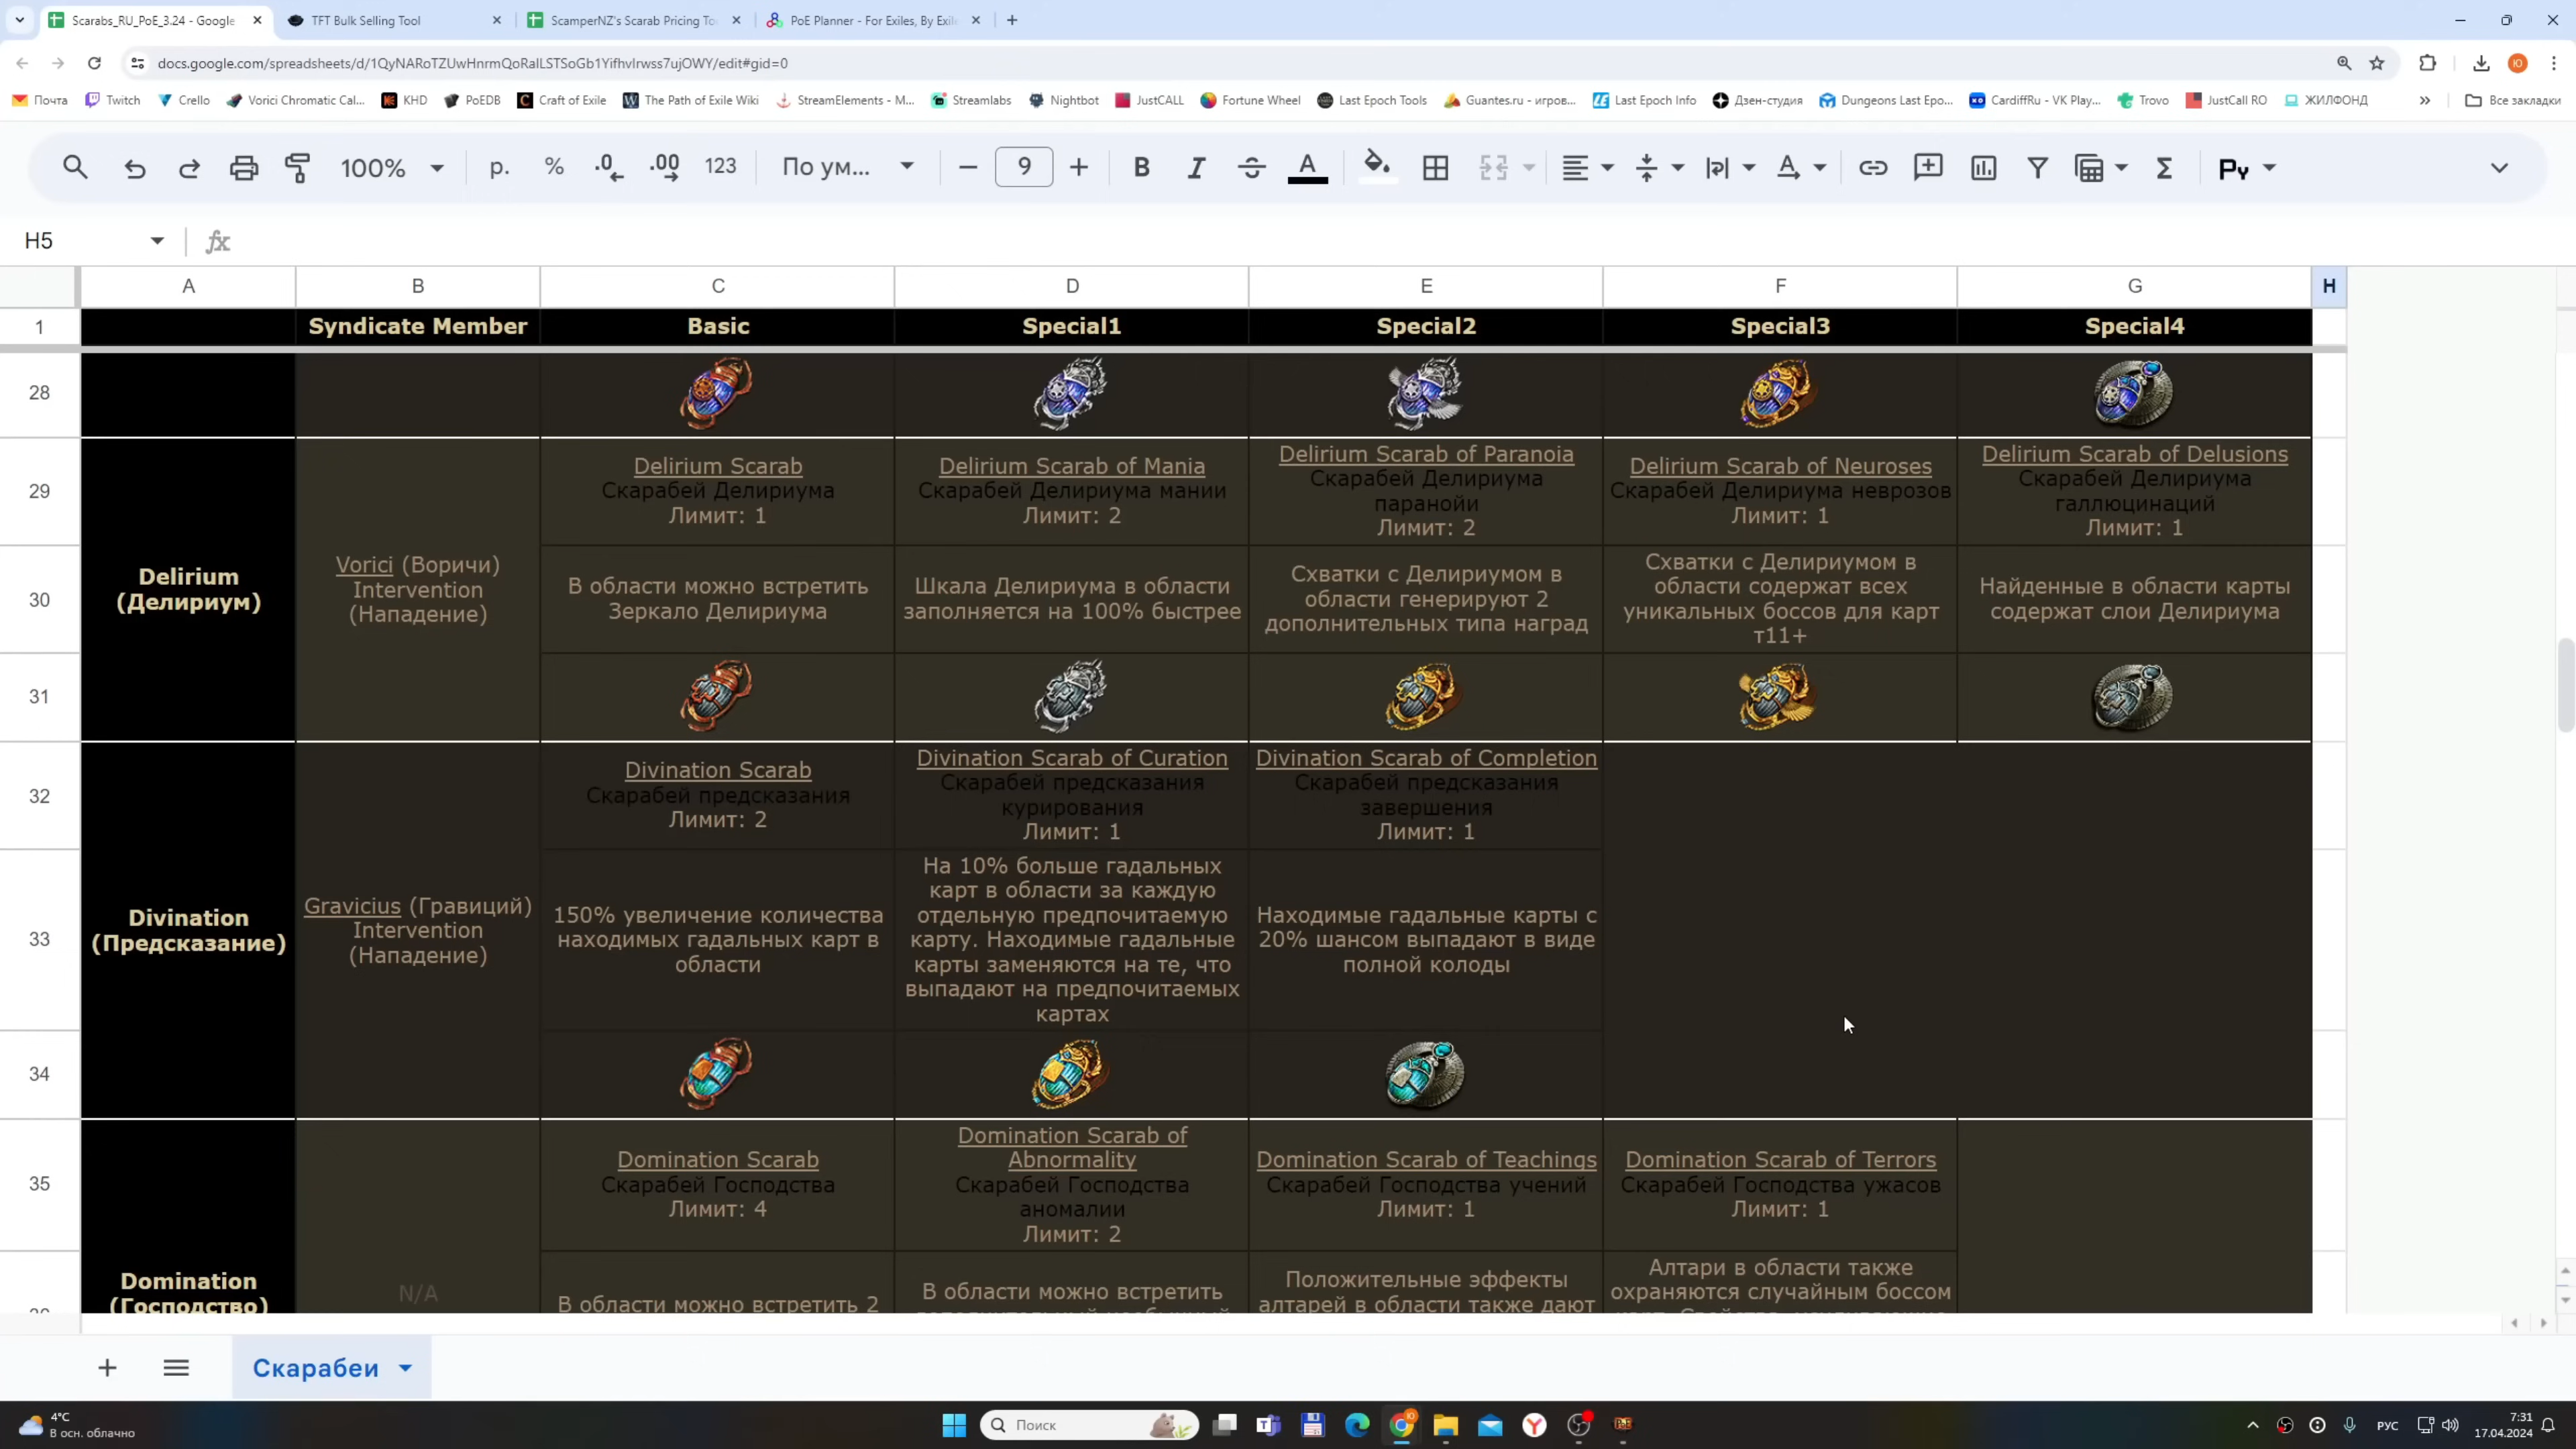 Scarabs_RU_PoE_3.24 - Google
TFT Bulk Selling Tool
ScamperNZ's Scarab Pricing To
PoE Planner - For Exiles, By Exile
docs.google.com/spreadsheets/d/1QyNARoTZUwHnrmQoRaILSTSoGb1YifhvIrwss7ujOWY/edit#gid=0
Ю
Почта
Twitch
Crello
Vorici Chromatic Cal...
KHD
PoEDB
Craft of Exile
The Path of Exile Wiki
StreamElements - M...
Streamlabs
Nightbot
JustCALL
Fortune Wheel
Last Epoch Tools
Guantes.ru - игров...
Last Epoch Info
Дзен-студия
Dungeons Last Epo...
CardiffRu - VK Play...
Trovo
JustCall RO
ЖИЛФОНД
»
Все закладки
100%
р.
%
.0
.00
123
По ум...
9
H5
fx
A
B
C
D
E
F
G
H
1
Syndicate Member
Basic
Special1
Special2
Special3
Special4
28
29
Delirium Scarab
Скарабей Делириума
Лимит: 1
Delirium Scarab of Mania
Скарабей Делириума мании
Лимит: 2
Delirium Scarab of Paranoia
Скарабей Делириума
паранойи
Лимит: 2
Delirium Scarab of Neuroses
Скарабей Делириума неврозов
Лимит: 1
Delirium Scarab of Delusions
Скарабей Делириума
галлюцинаций
Лимит: 1
Delirium
(Делириум)
Vorici (Воричи)
Intervention
(Нападение)
30
В области можно встретить
Зеркало Делириума
Шкала Делириума в области
заполняется на 100% быстрее
Схватки с Делириумом в
области генерируют 2
дополнительных типа наград
Схватки с Делириумом в
области содержат всех
уникальных боссов для карт
т11+
Найденные в области карты
содержат слои Делириума
31
32
Divination Scarab
Скарабей предсказания
Лимит: 2
Divination Scarab of Curation
Скарабей предсказания
курирования
Лимит: 1
Divination Scarab of Completion
Скарабей предсказания
завершения
Лимит: 1
33
Divination
(Предсказание)
Gravicius (Гравиций)
Intervention
(Нападение)
150% увеличение количества
находимых гадальных карт в
области
На 10% больше гадальных
карт в области за каждую
отдельную предпочитаемую
карту. Находимые гадальные
карты заменяются на те, что
выпадают на предпочитаемых
картах
Находимые гадальные карты с
20% шансом выпадают в виде
полной колоды
34
35
Domination Scarab
Скарабей Господства
Лимит: 4
Domination Scarab of
Abnormality
Скарабей Господства
аномалии
Лимит: 2
Domination Scarab of Teachings
Скарабей Господства учений
Лимит: 1
Domination Scarab of Terrors
Скарабей Господства ужасов
Лимит: 1
Domination
(Господство)
N/A
В области можно встретить 2
В области можно встретить
Положительные эффекты
алтарей в области также дают
Алтари в области также
охраняются случайным боссом
Скарабеи
4°C
В осн. облачно
Поиск
РУС
7:31
17.04.2024